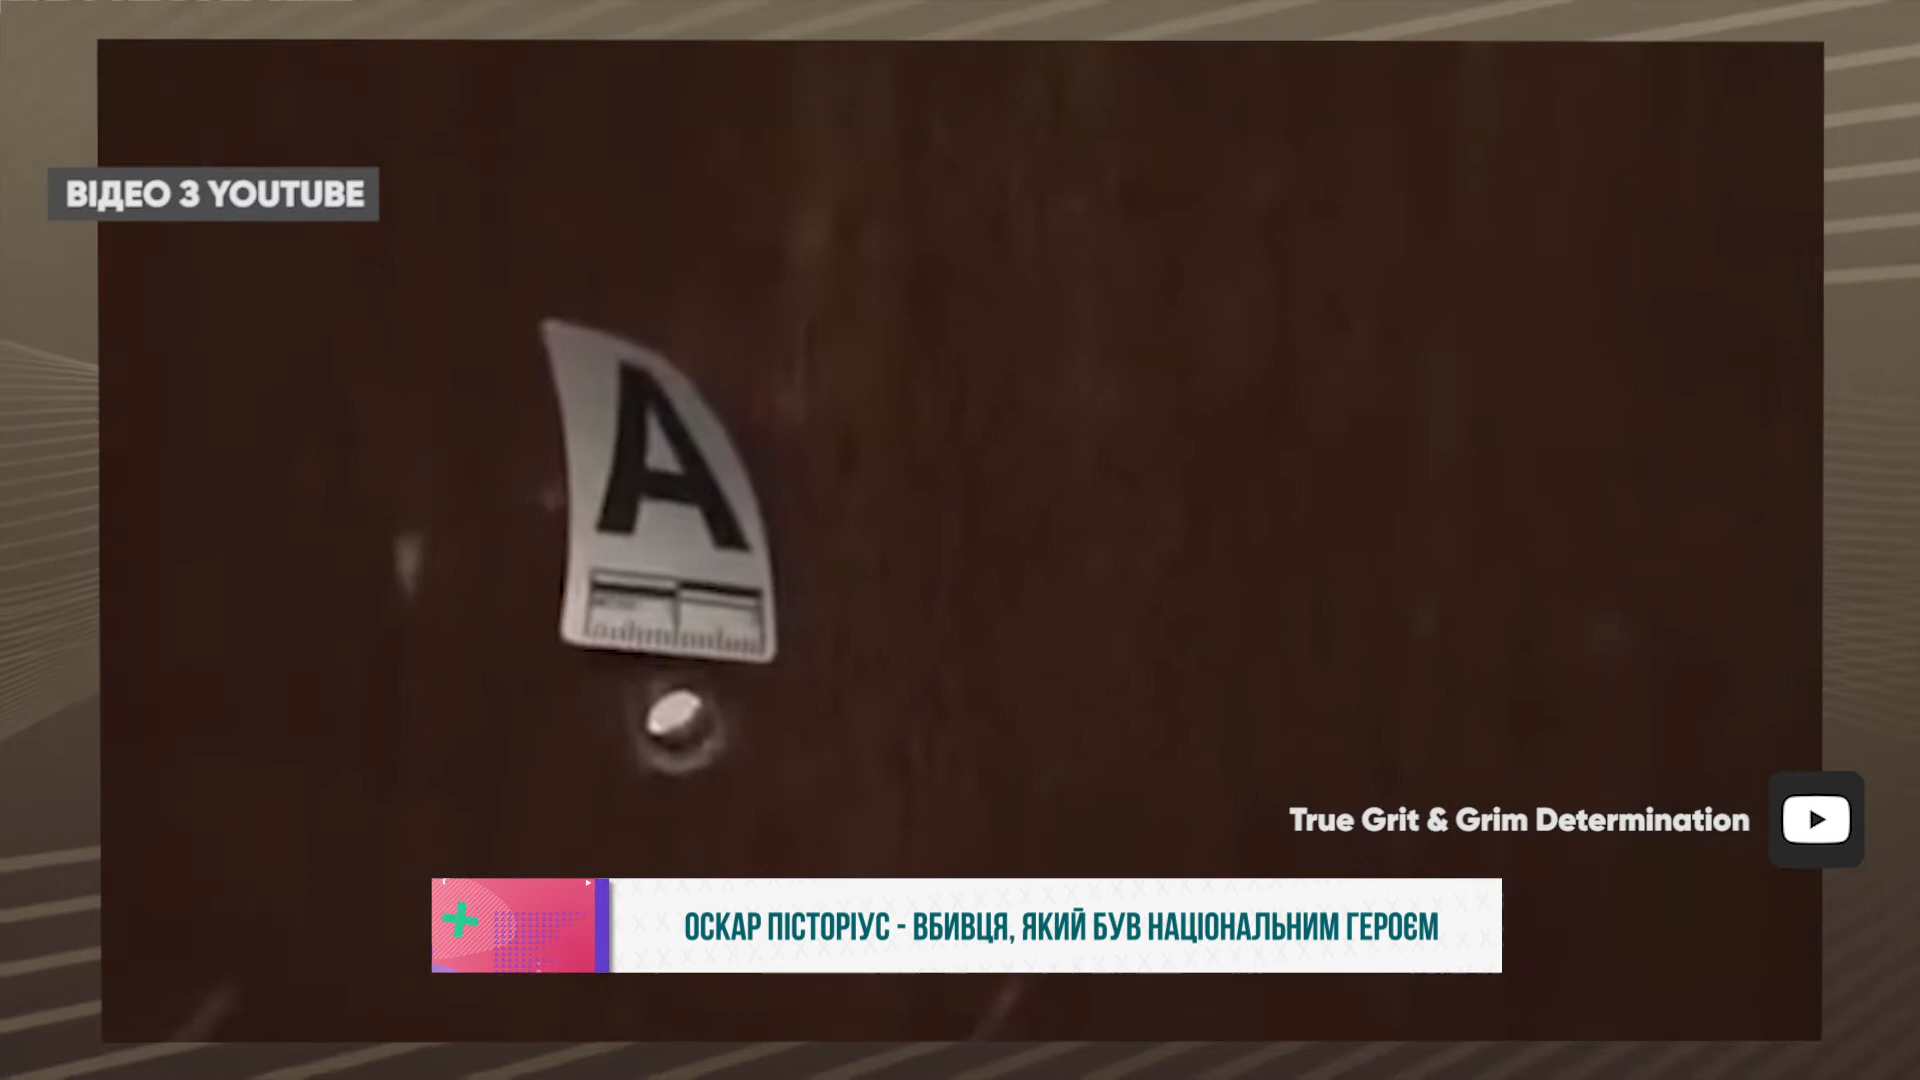 ВІДЕО З YOUTUBE
A
True Grit & Grim Determination
ОСКАР ПІСТОРІУС - ВБИВЦЯ, ЯКИЙ БУВ НАЦІОНАЛЬНИМ ГЕРОЄМ